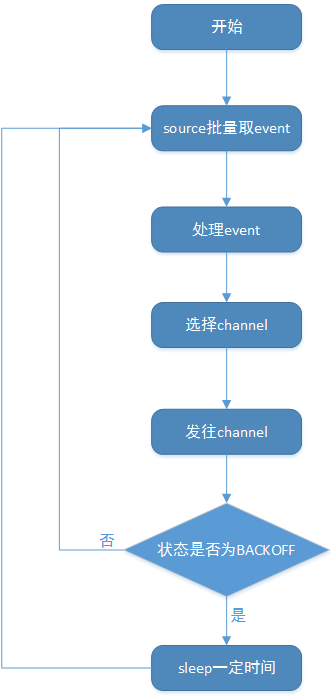 开始
source批量取event
处理event
选择channel
发往channel
状态是否为BACKOFF
否
是
sleep一定时间